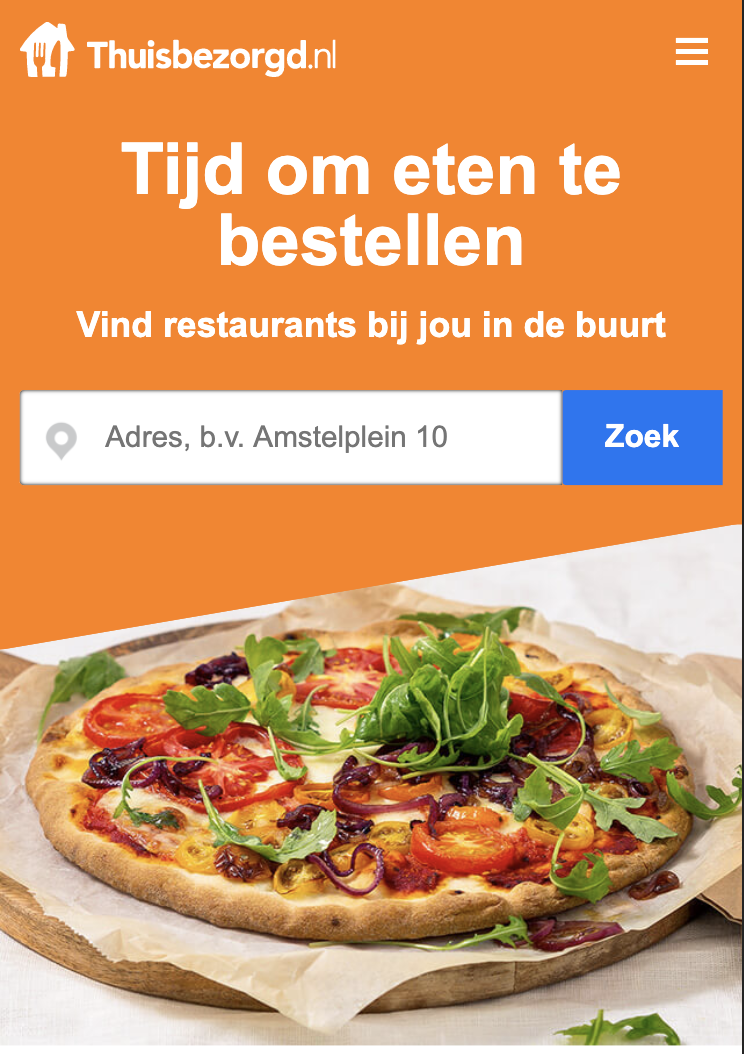 Thuisbezorgd.nl
Tijd om eten te
bestellen
Vind restaurants bij jou in de buurt
Adres, b.v. Amstelplein 10
Zoek